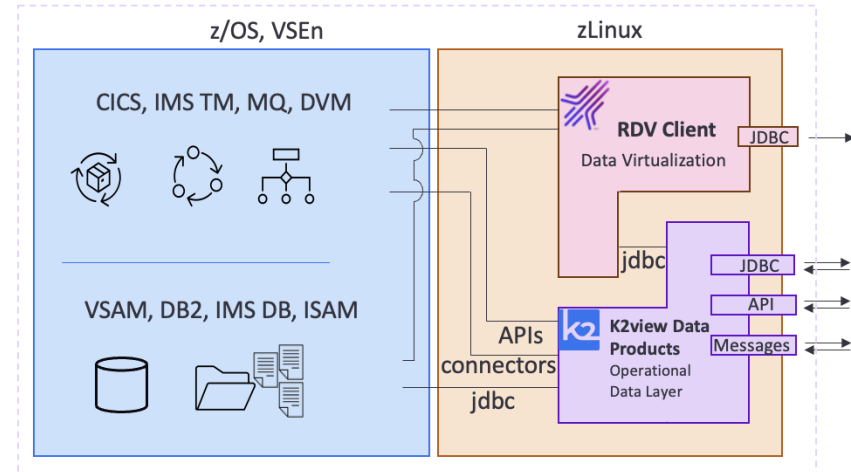 z/OS, VSEn
zLinux
CICS, IMS TM, MQ, DVM
RDV Client
Data Virtualization
JDBC
jdbc
JDBC
VSAM, DB2, IMS DB, ISAM
API
k2
K2view Data
Products
Operational
Data Layer
Messages
APIs
connectors
jdbc